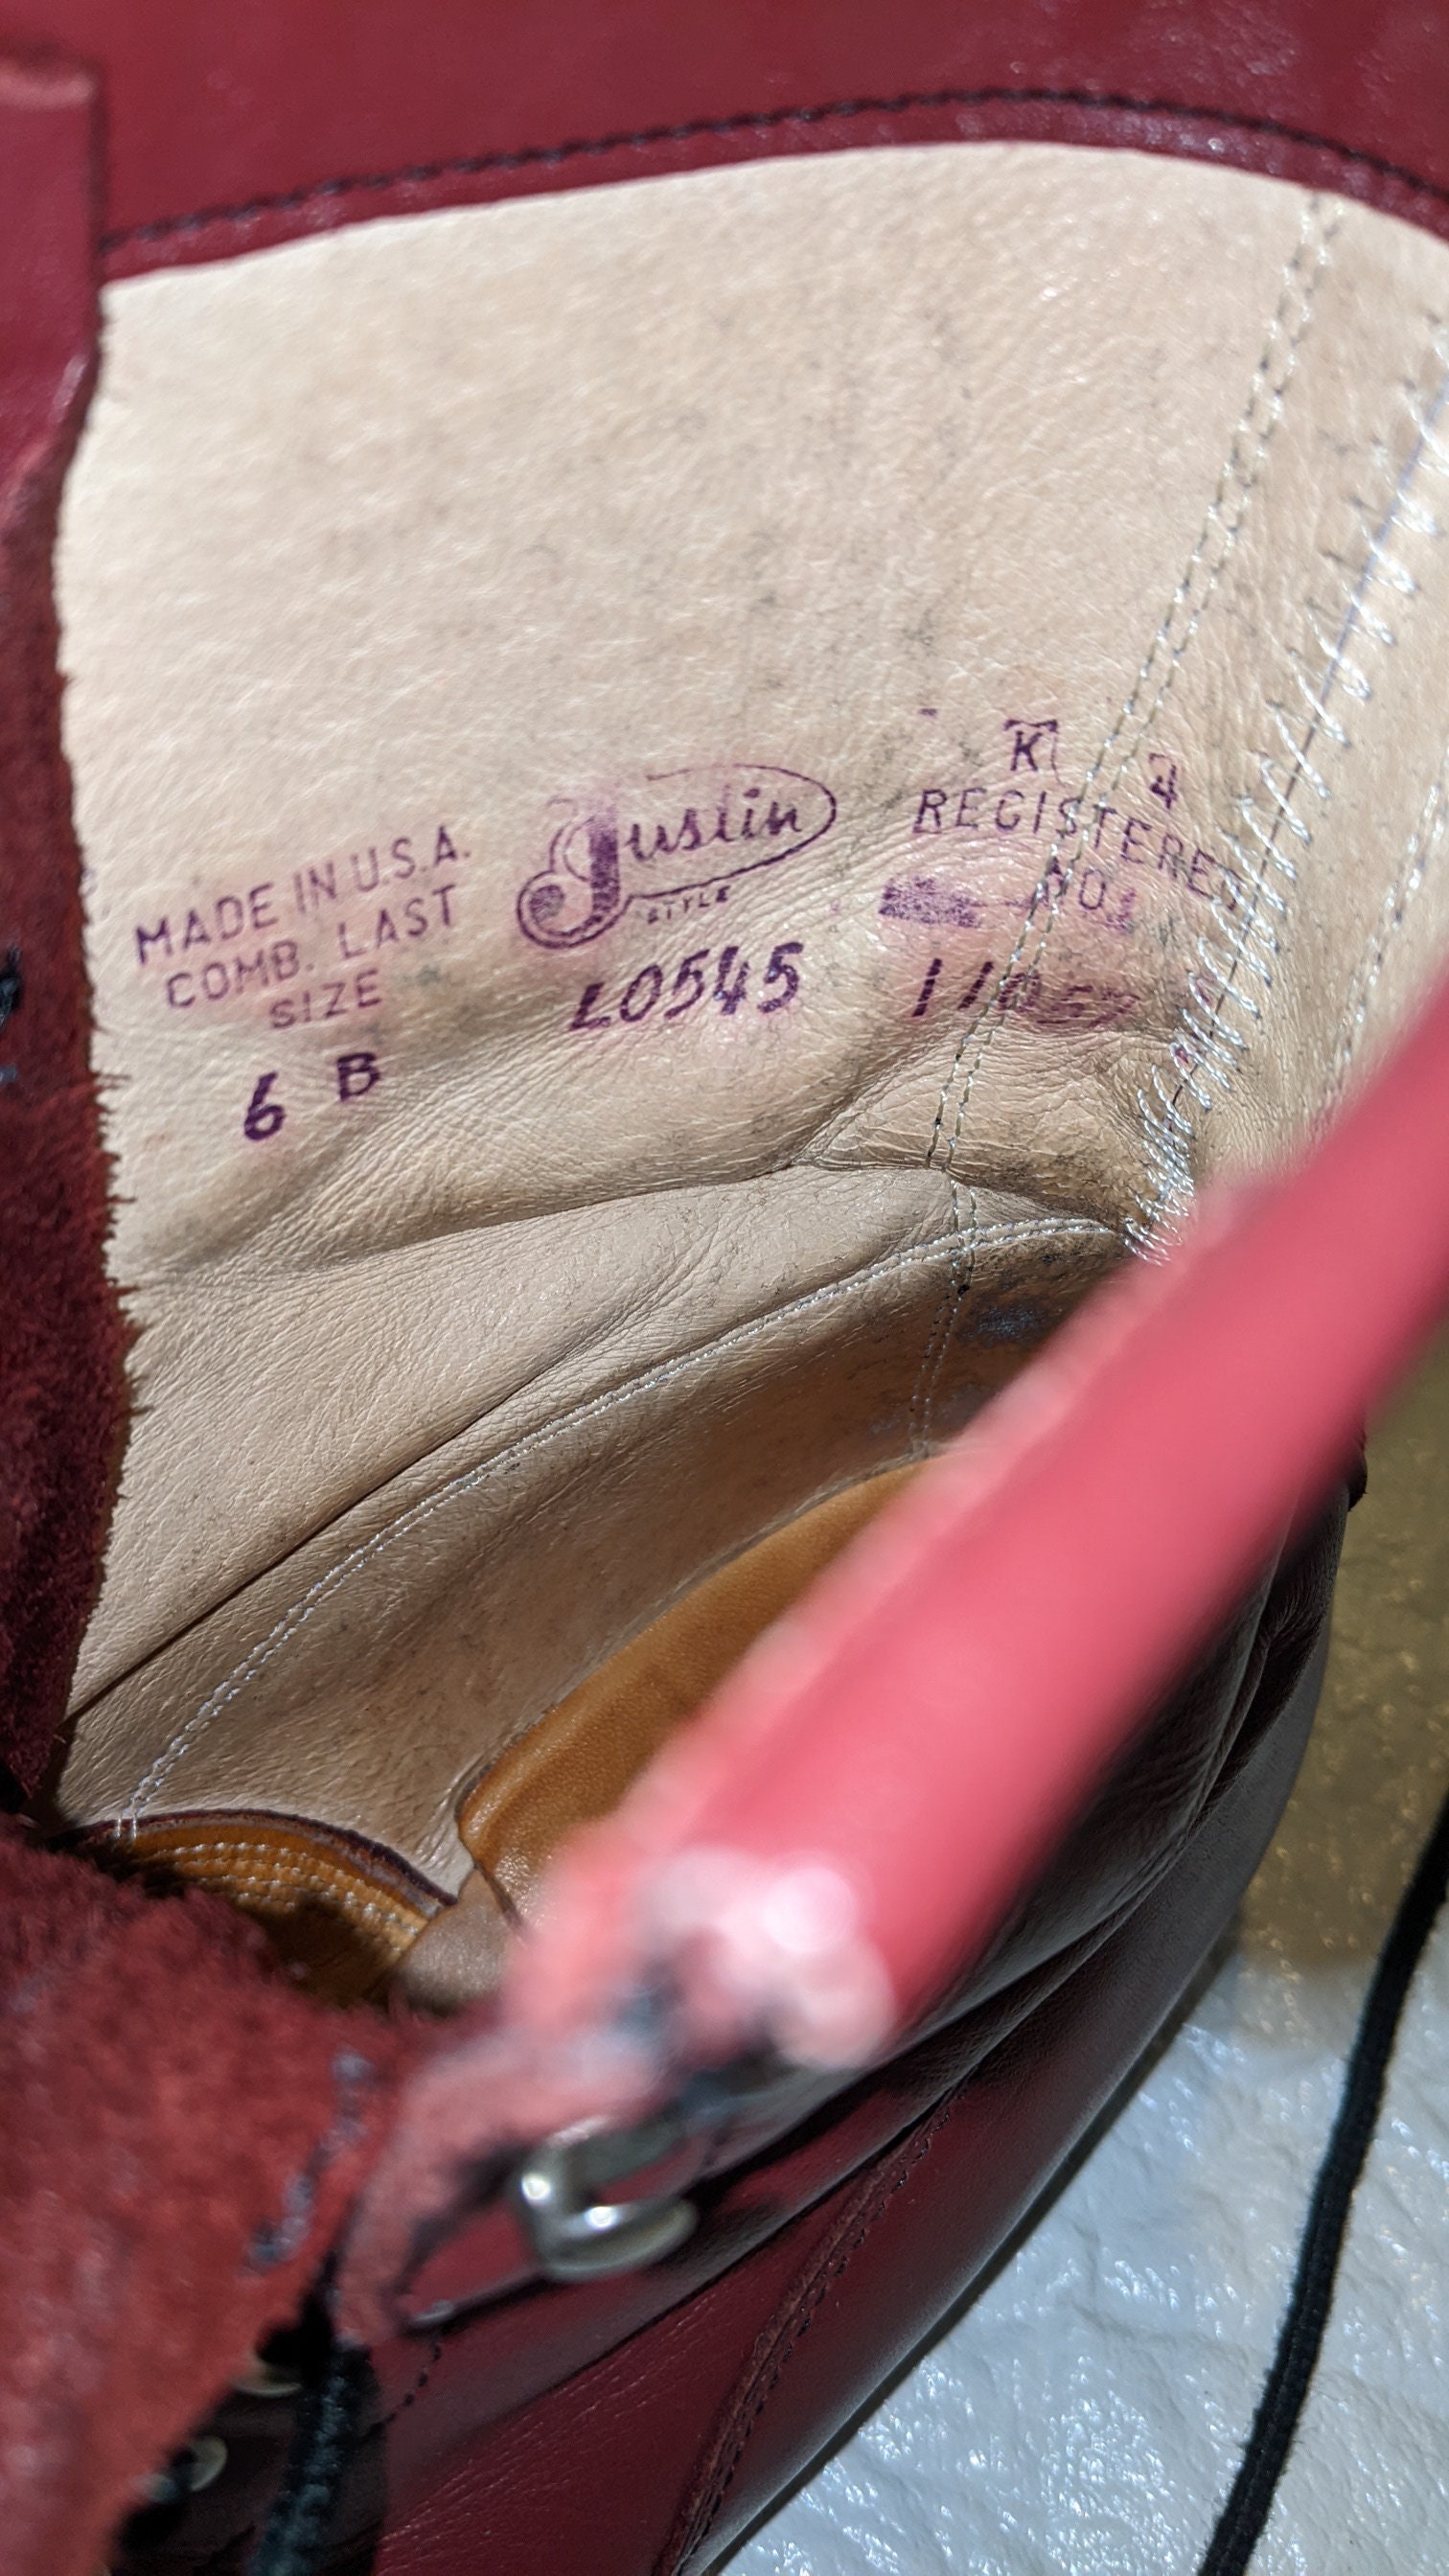 MADE IN U.S.A.
COMB. LAST
SIZE
6 B
Justin
STYLE
L0545
K 4
REGISTERED
NO.